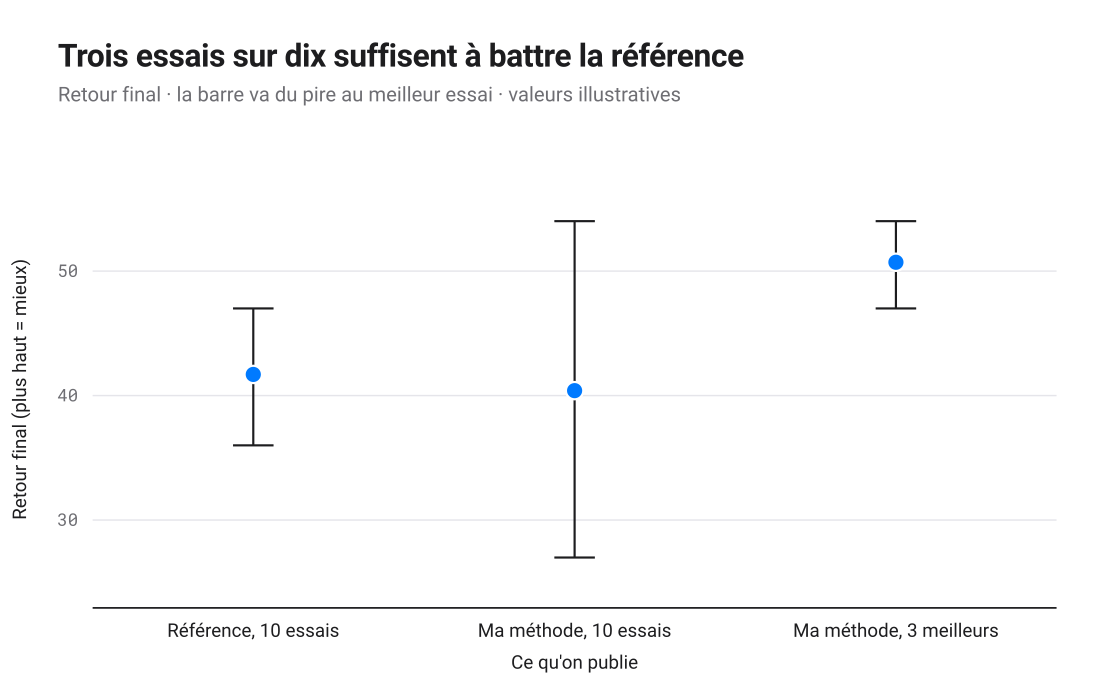 Trois essais sur dix suffisent à battre la référence
Retour final · la barre va du pire au meilleur essai · valeurs illustratives
Retour final (plus haut = mieux)
50
40
30
Référence, 10 essais
Ma méthode, 10 essais
Ma méthode, 3 meilleurs
Ce qu'on publie